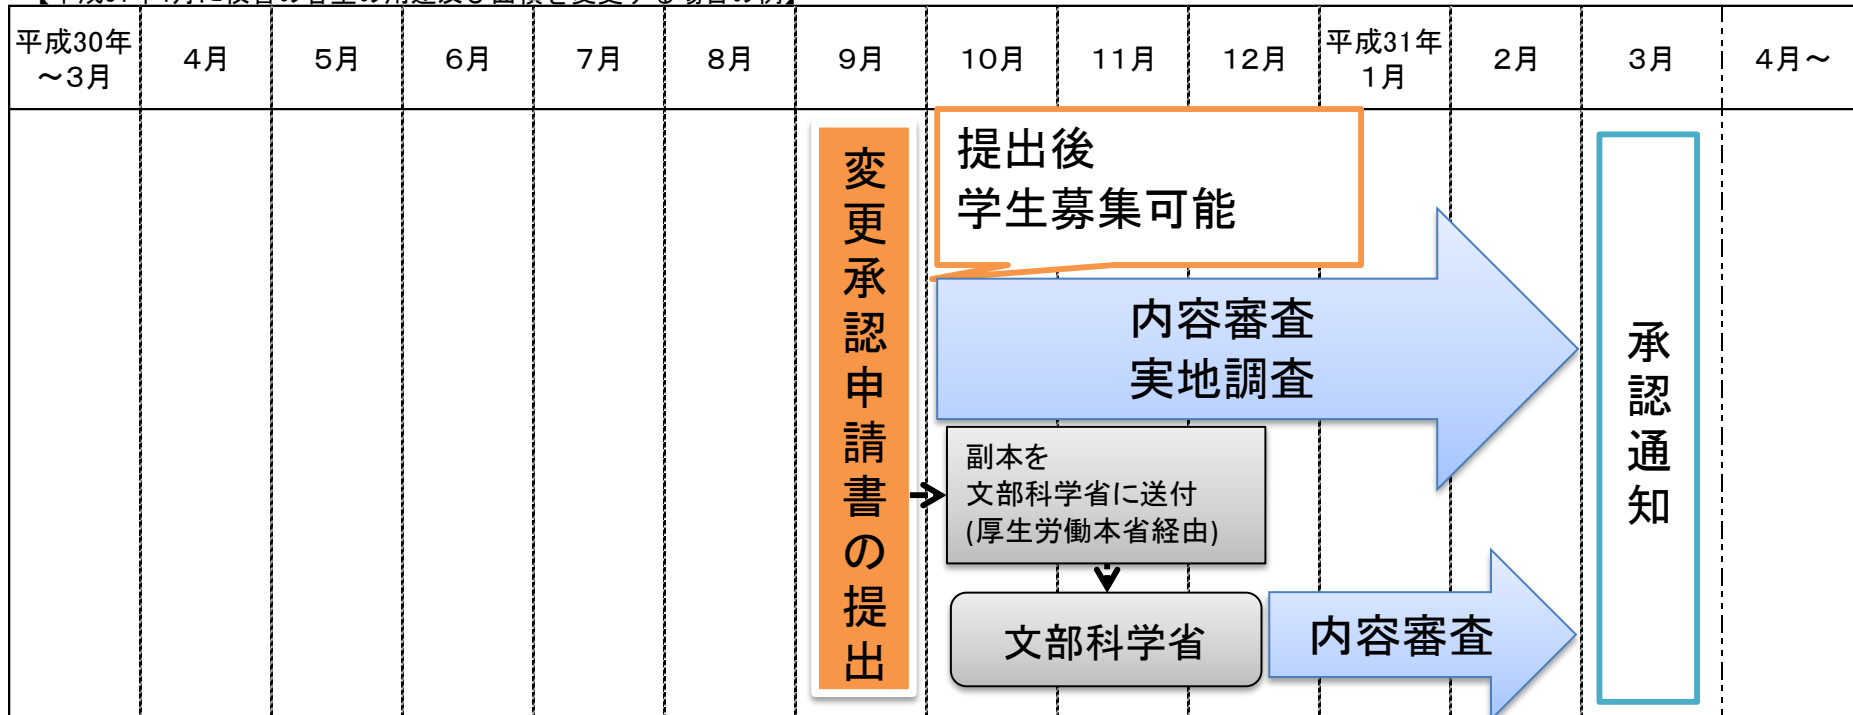 平成30年
～3月
4月
5月
6月
7月
8月
9月
10月
11月
12月
平成31年
1月
2月
3月
4月～
変更承認申請書の提出
提出後
学生募集可能
内容審査
実地調査
副本を
文部科学省に送付
(厚生労働本省経由)
文部科学省
内容審査
承認通知